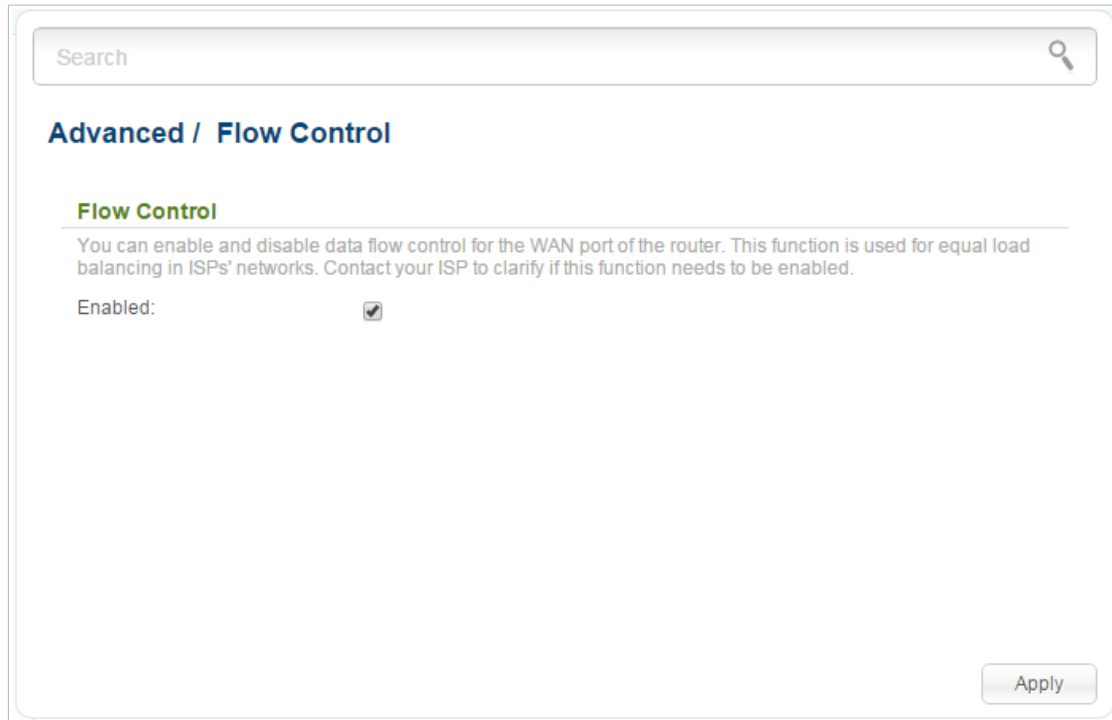 Search
Advanced / Flow Control
Flow Control
You can enable and disable data flow control for the WAN port of the router. This function is used for equal load
balancing in ISPs' networks. Contact your ISP to clarify if this function needs to be enabled.
Enabled:
Apply